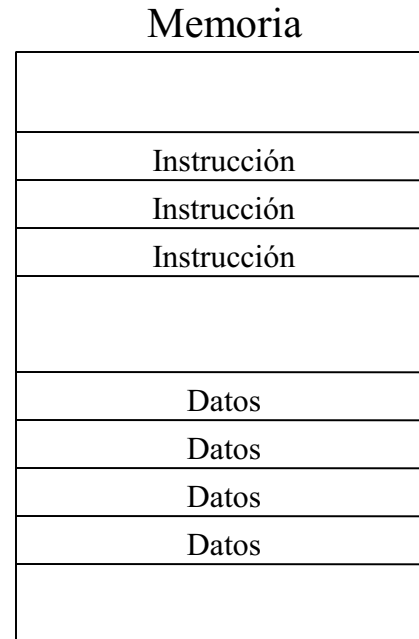 Memoria
Instrucción
Instrucción
Instrucción
Datos
Datos
Datos
Datos